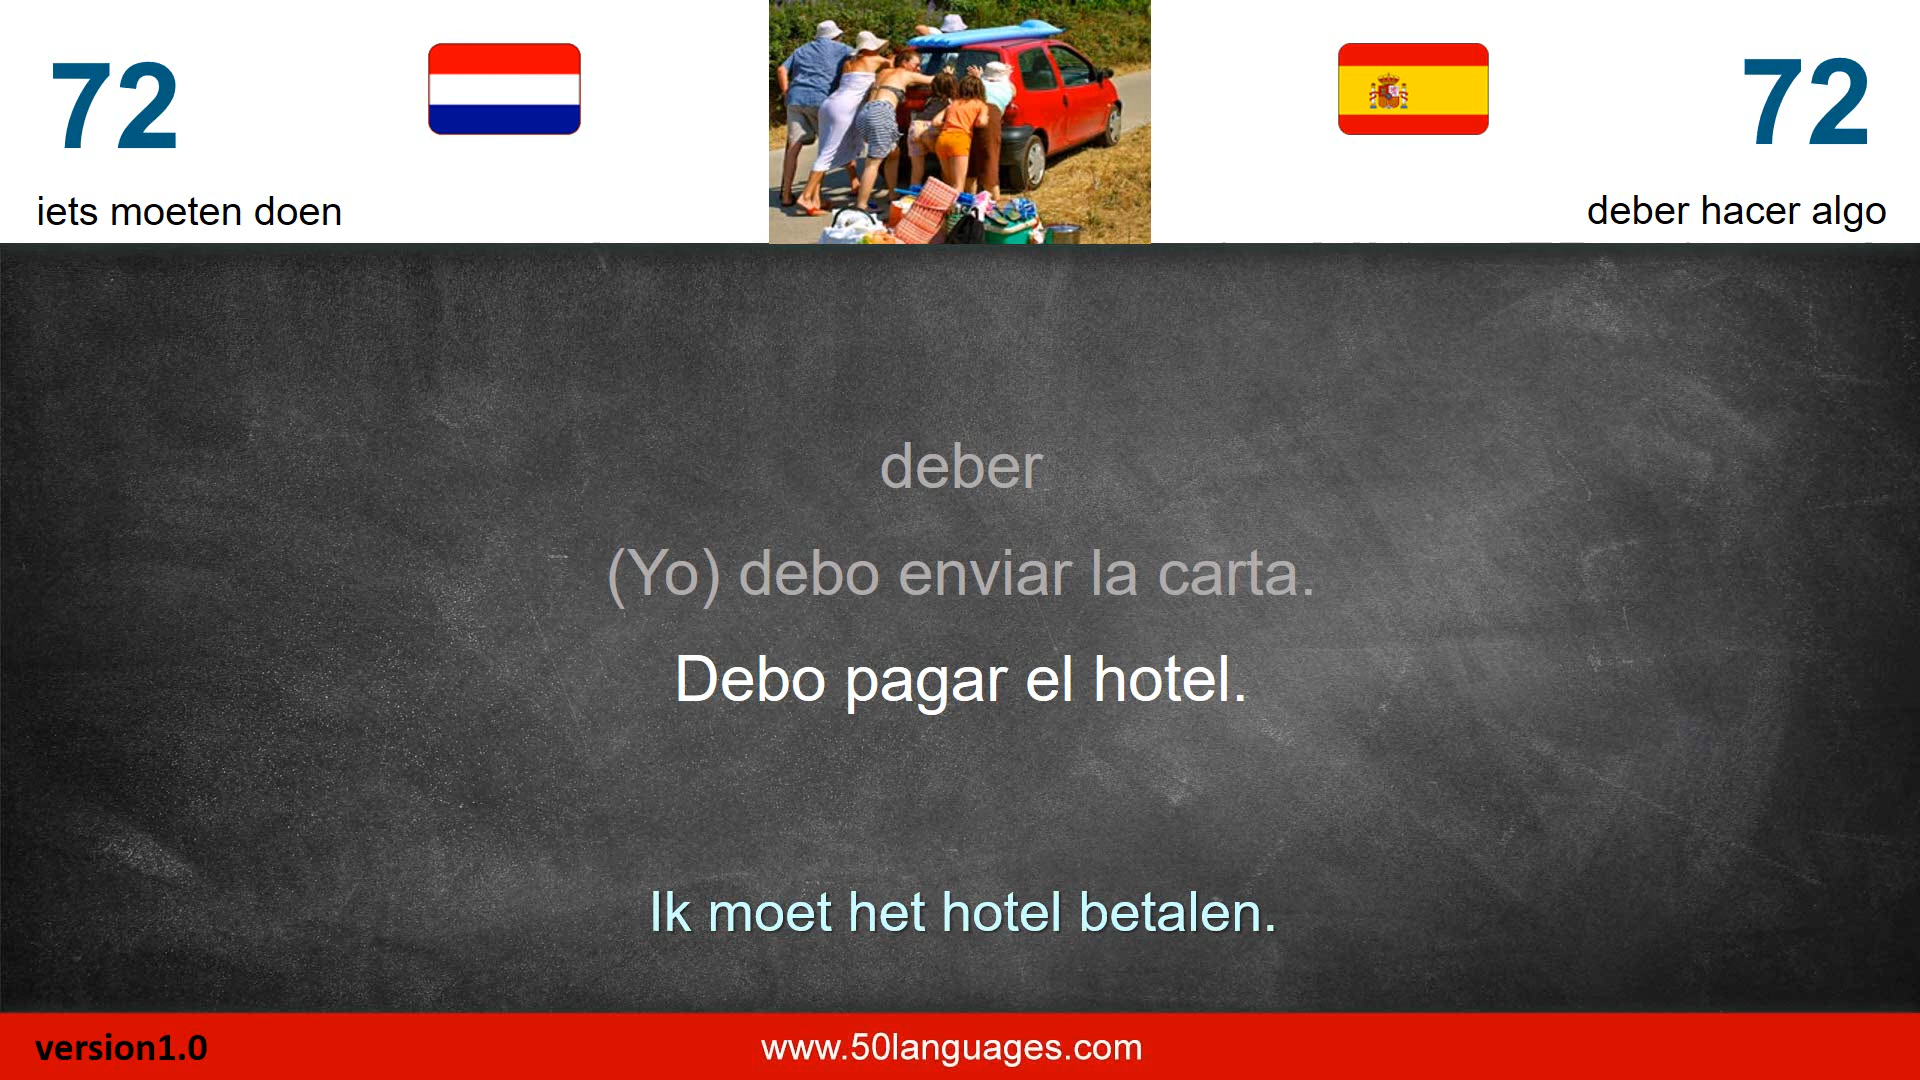 72
72
iets moeten doen
deber hacer algo
deber
(Yo) debo enviar la carta.
Debo pagar el hotel.
Ik moet het hotel betalen.
version1.0
www.50languages.com